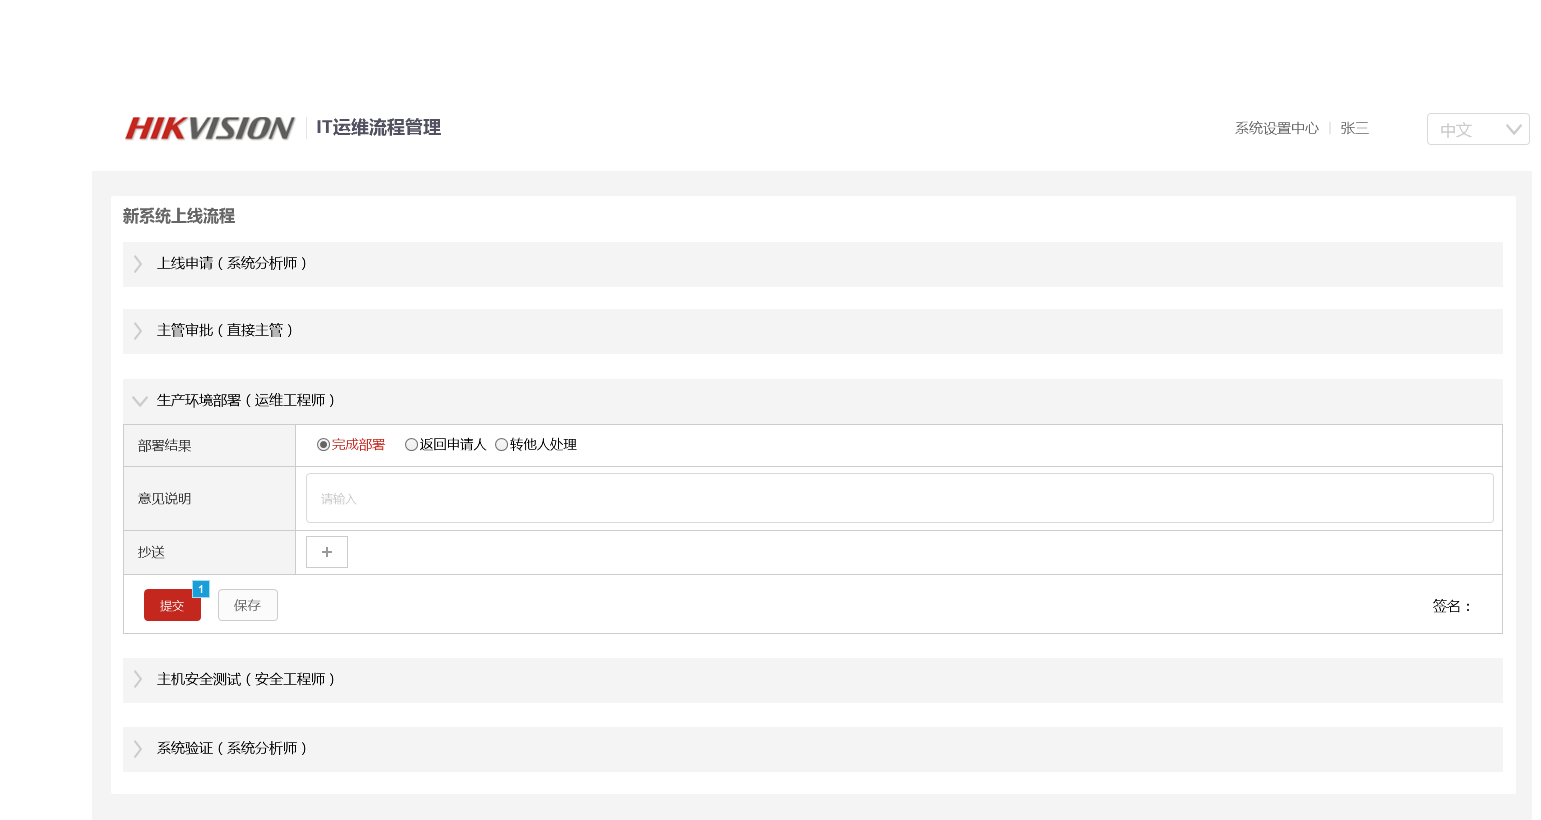 HIKVISION IT运维流程管理 系统设置中心 张三 中文
新系统上线流程
上线申请（系统分析师）
主管审批（直接主管）
生产环境部署（运维工程师）
部署结果 完成部署 返回申请人 转他人处理
意见说明 请输入
抄送 +
提交 1 保存 签名：
主机安全测试（安全工程师）
系统验证（系统分析师）